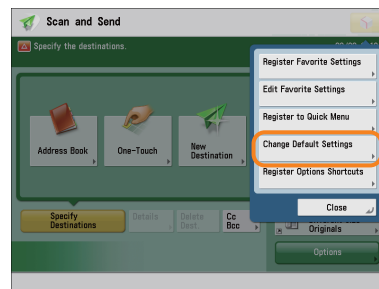 Scan and Send
Specify the destinations.
Register Favorite Settings
Edit Favorite Settings
Register to Quick Menu
Change Default Settings
Register Options Shortcuts
Close
Address Book
One-Touch
New
Destination
Specify
Destinations
Details
Delete
Dest.
Cc
Bcc
Originals
Options